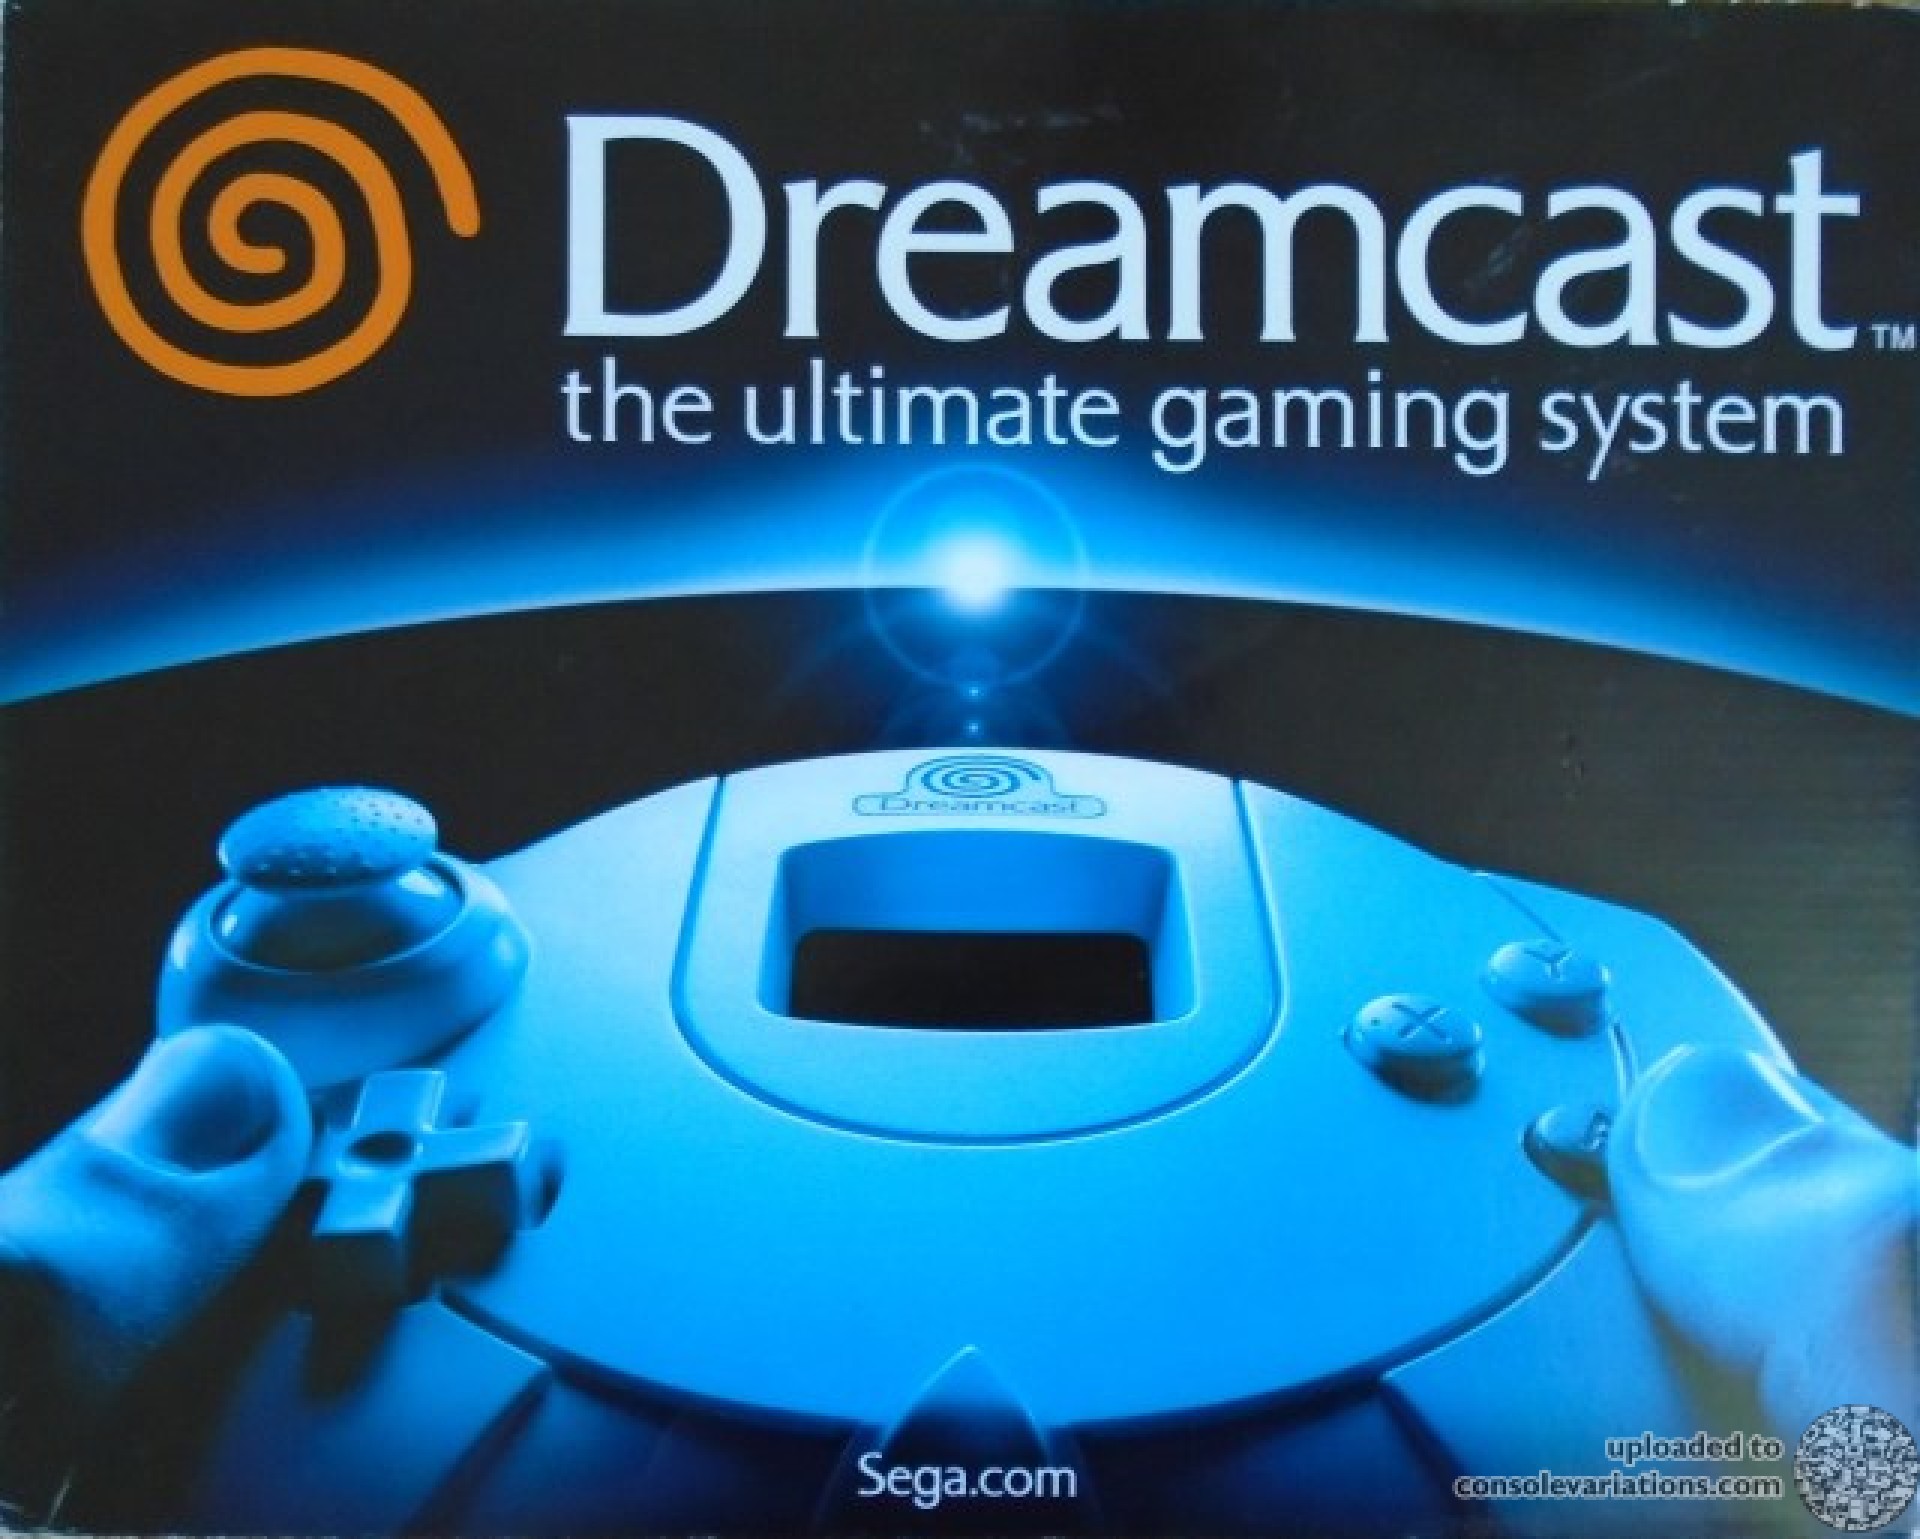 Dreamcast™
the ultimate gaming system
Dreamcast
Y
X
B
Sega.com
uploaded to
consolevariations.com